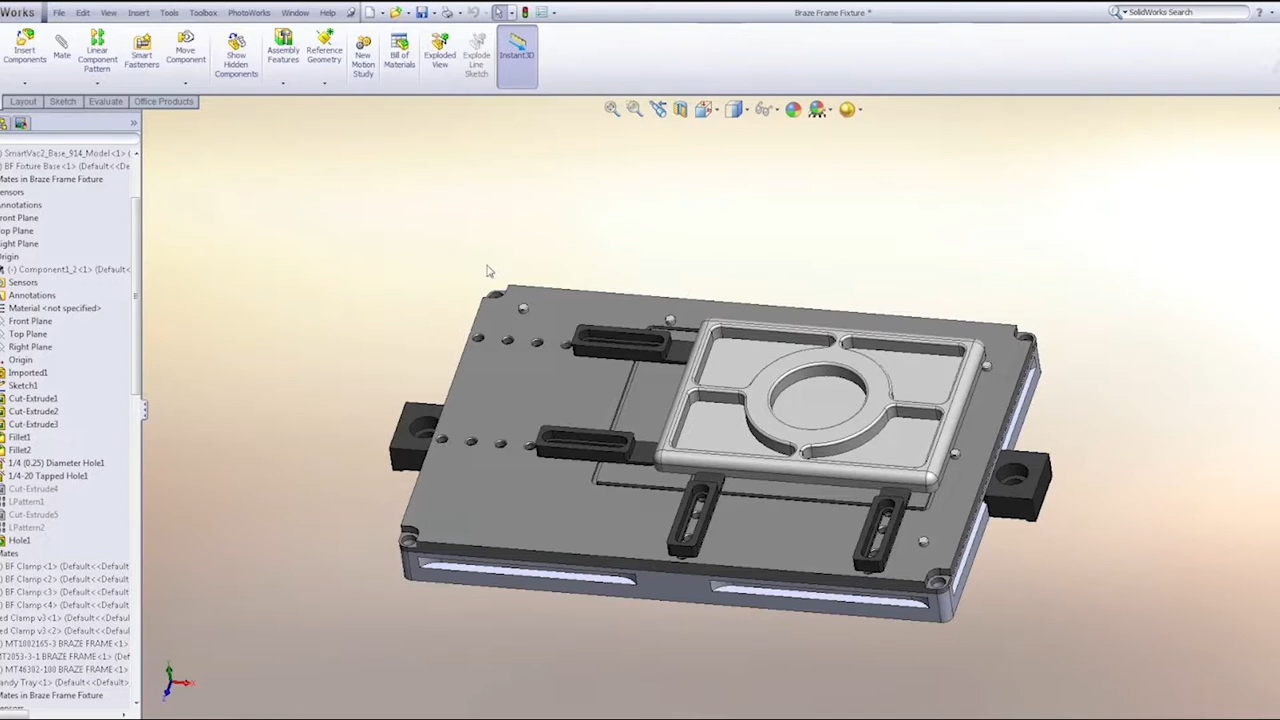 Works File Edit View Insert Tools Toolbox PhotoWorks Window Help
Braze Frame Fixture *
SolidWorks Search
Insert Components
Mate
Linear Component Pattern
Smart Fasteners
Move Component
Show Hidden Components
Assembly Features
Reference Geometry
New Motion Study
Bill of Materials
Exploded View
Explode Line Sketch
Instant3D
Layout Sketch Evaluate Office Products
) SmartVac2_Base_914_Model<1> (
) BF Fixture Base<1> (Default<<De
Mates in Braze Frame Fixture
ensors
nnotations
ront Plane
op Plane
ight Plane
rigin
(-) Component1_2<1> (Default<
Sensors
Annotations
Material <not specified>
Front Plane
Top Plane
Right Plane
Origin
Imported1
Sketch1
Cut-Extrude1
Cut-Extrude2
Cut-Extrude3
Fillet1
Fillet2
1/4 (0.25) Diameter Hole1
1/4-20 Tapped Hole1
Cut-Extrude4
LPattern1
Cut-Extrude5
LPattern2
Hole1
Mates
) BF Clamp<1> (Default<<Default
) BF Clamp<2> (Default<<Default
) BF Clamp<3> (Default<<Default
) BF Clamp<4> (Default<<Default
ed Clamp v3<1> (Default<<Defau
ed Clamp v3<2> (Default<<Defau
) MT1002165-3 BRAZE FRAME<1>
MT2053-3-1 BRAZE FRAME<1> (Def
) MT46302-100 BRAZE FRAME<1>
andy Tray<1> (Default<<Default
Mates in Braze Frame Fixture